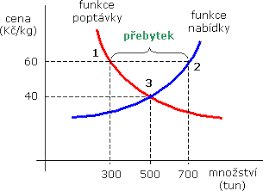 cena
(Kč/kg)
funkce
poptávky
přebytek
funkce
nabídky
1
2
60
3
40
300
500
700
množství
(tun)